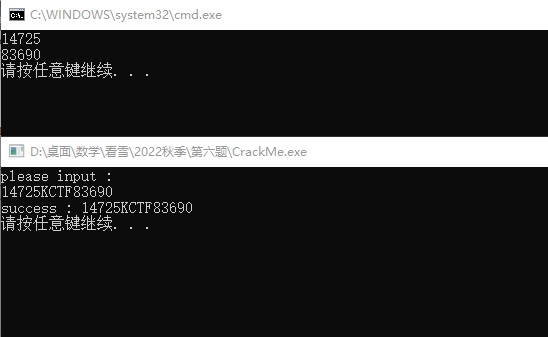 C:\WINDOWS\system32\cmd.exe
14725
83690
请按任意键继续. . .
D:\桌面\数学\看雪\2022秋季\第六题\CrackMe.exe
please input :
14725KCTF83690
success : 14725KCTF83690
请按任意键继续. . .